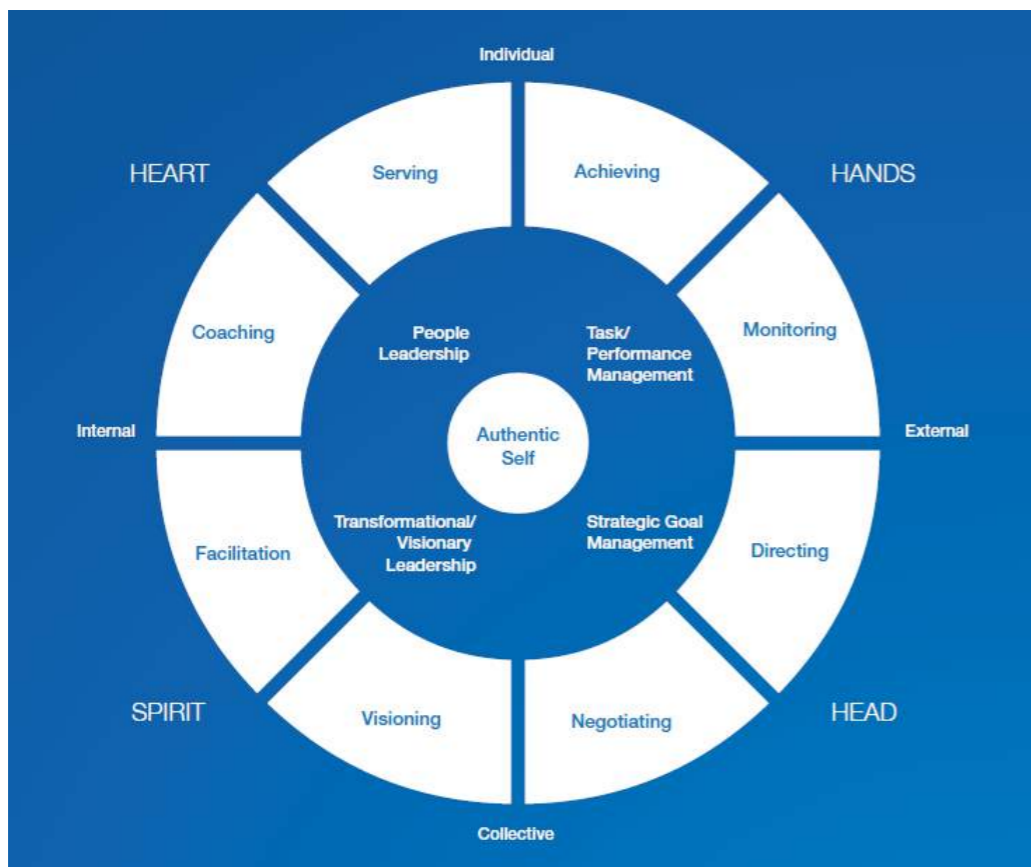 Individual
HEART
HANDS
Serving
Achieving
Coaching
Monitoring
People
Leadership
Task/
Performance
Management
Internal
External
Authentic
Self
Transformational/
Visionary
Leadership
Strategic Goal
Management
Facilitation
Directing
SPIRIT
HEAD
Visioning
Negotiating
Collective